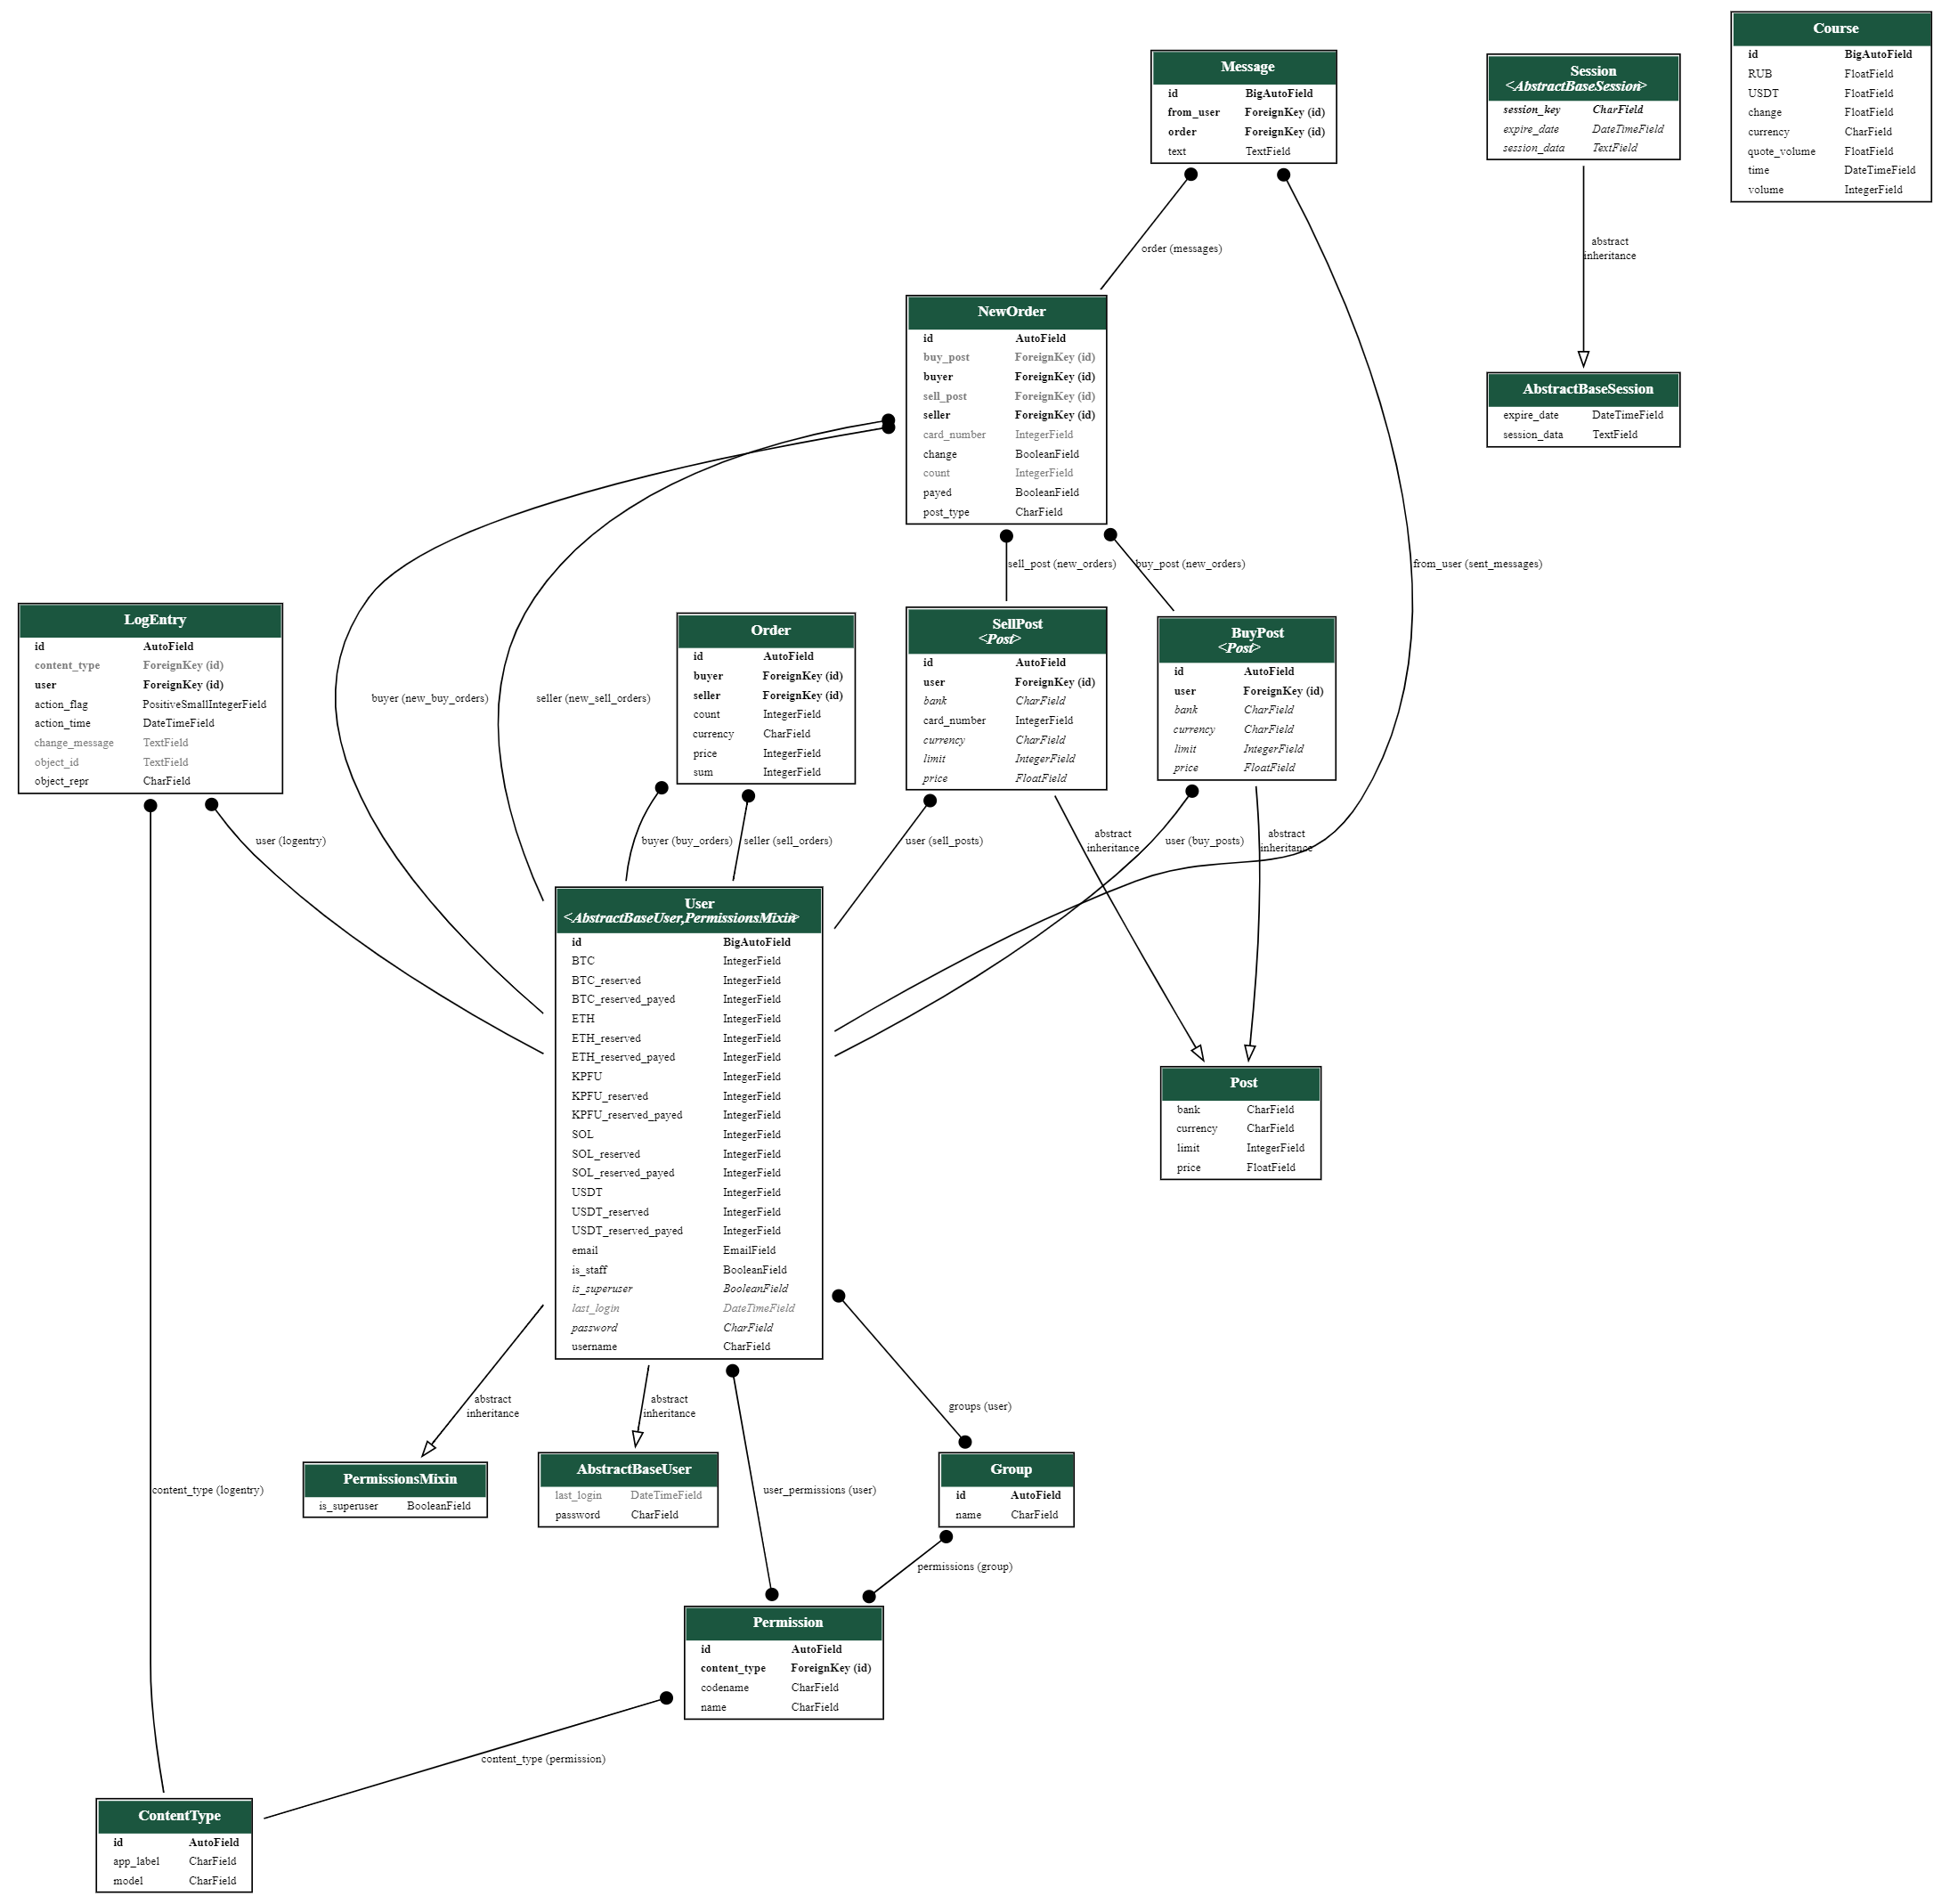 Course
id BigAutoField
RUB FloatField
USDT FloatField
change FloatField
currency CharField
quote_volume FloatField
time DateTimeField
volume IntegerField
Message
id BigAutoField
from_user ForeignKey (id)
order ForeignKey (id)
text TextField
Session
<AbstractBaseSession>
session_key CharField
expire_date DateTimeField
session_data TextField
order (messages)
abstract
inheritance
NewOrder
id AutoField
buy_post ForeignKey (id)
buyer ForeignKey (id)
sell_post ForeignKey (id)
seller ForeignKey (id)
card_number IntegerField
change BooleanField
count IntegerField
payed BooleanField
post_type CharField
AbstractBaseSession
expire_date DateTimeField
session_data TextField
sell_post (new_orders)
buy_post (new_orders)
from_user (sent_messages)
LogEntry
id AutoField
content_type ForeignKey (id)
user ForeignKey (id)
action_flag PositiveSmallIntegerField
action_time DateTimeField
change_message TextField
object_id TextField
object_repr CharField
buyer (new_buy_orders)
seller (new_sell_orders)
Order
id AutoField
buyer ForeignKey (id)
seller ForeignKey (id)
count IntegerField
currency CharField
price IntegerField
sum IntegerField
SellPost
<Post>
id AutoField
user ForeignKey (id)
bank CharField
card_number IntegerField
currency CharField
limit IntegerField
price FloatField
BuyPost
<Post>
id AutoField
user ForeignKey (id)
bank CharField
currency CharField
limit IntegerField
price FloatField
user (logentry)
buyer (buy_orders)
seller (sell_orders)
user (sell_posts)
abstract
inheritance
user (buy_posts)
abstract
inheritance
User
<AbstractBaseUser,PermissionsMixin>
id BigAutoField
BTC IntegerField
BTC_reserved IntegerField
BTC_reserved_payed IntegerField
ETH IntegerField
ETH_reserved IntegerField
ETH_reserved_payed IntegerField
KPFU IntegerField
KPFU_reserved IntegerField
KPFU_reserved_payed IntegerField
SOL IntegerField
SOL_reserved IntegerField
SOL_reserved_payed IntegerField
USDT IntegerField
USDT_reserved IntegerField
USDT_reserved_payed IntegerField
email EmailField
is_staff BooleanField
is_superuser BooleanField
last_login DateTimeField
password CharField
username CharField
Post
bank CharField
currency CharField
limit IntegerField
price FloatField
abstract
inheritance
abstract
inheritance
groups (user)
PermissionsMixin
is_superuser BooleanField
AbstractBaseUser
last_login DateTimeField
password CharField
Group
id AutoField
name CharField
content_type (logentry)
user_permissions (user)
permissions (group)
Permission
id AutoField
content_type ForeignKey (id)
codename CharField
name CharField
content_type (permission)
ContentType
id AutoField
app_label CharField
model CharField